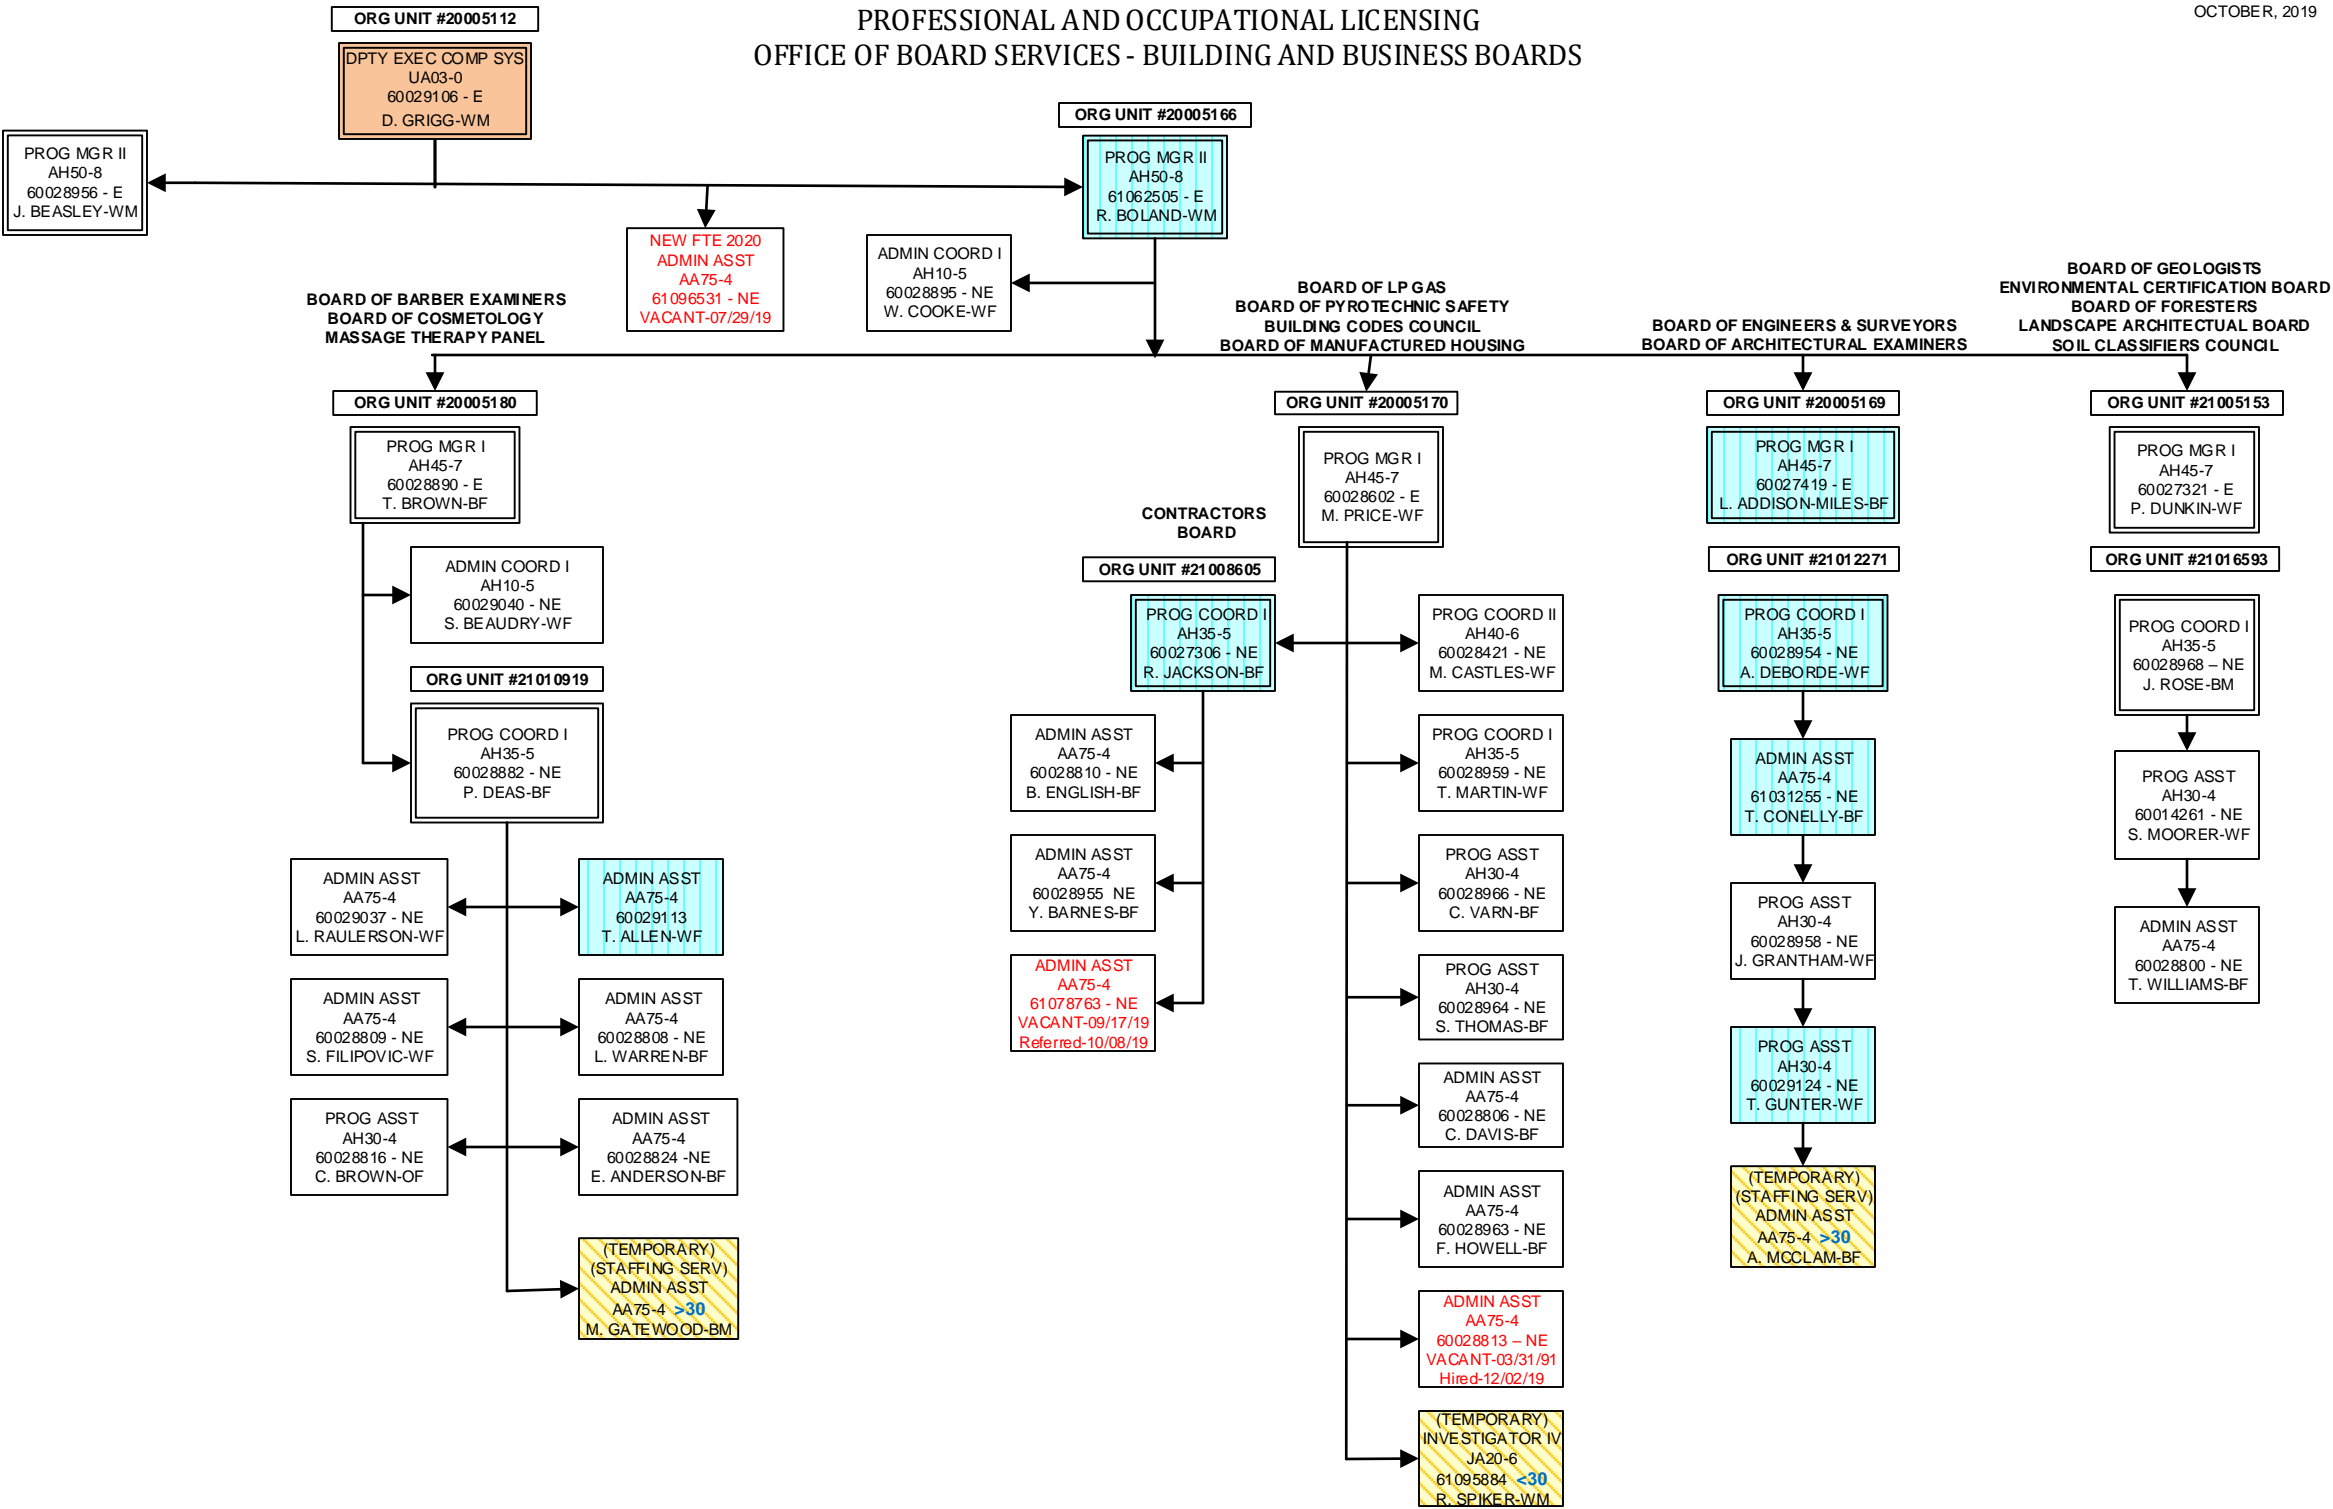 PROFESSIONAL AND OCCUPATIONAL LICENSING
OFFICE OF BOARD SERVICES - BUILDING AND BUSINESS BOARDS
OCTOBER, 2019
ORG UNIT #20005112
DPTY EXEC COMP SYS
UA03-0
60029106 - E
D. GRIGG-WM
PROG MGR II
AH50-8
60028956 - E
J. BEASLEY-WM
ORG UNIT #20005166
PROG MGR II
AH50-8
61062505 - E
R. BOLAND-WM
NEW FTE 2020
ADMIN ASST
AA75-4
61096531 - NE
VACANT-07/29/19
ADMIN COORD I
AH10-5
60028895 - NE
W. COOKE-WF
BOARD OF BARBER EXAMINERS
BOARD OF COSMETOLOGY
MASSAGE THERAPY PANEL
BOARD OF LP GAS
BOARD OF PYROTECHNIC SAFETY
BUILDING CODES COUNCIL
BOARD OF MANUFACTURED HOUSING
BOARD OF ENGINEERS & SURVEYORS
BOARD OF ARCHITECTURAL EXAMINERS
BOARD OF GEOLOGISTS
ENVIRONMENTAL CERTIFICATION BOARD
BOARD OF FORESTERS
LANDSCAPE ARCHITECTUAL BOARD
SOIL CLASSIFIERS COUNCIL
ORG UNIT #20005180
PROG MGR I
AH45-7
60028890 - E
T. BROWN-BF
ADMIN COORD I
AH10-5
60029040 - NE
S. BEAUDRY-WF
ORG UNIT #21010919
PROG COORD I
AH35-5
60028882 - NE
P. DEAS-BF
ADMIN ASST
AA75-4
60029037 - NE
L. RAULERSON-WF
ADMIN ASST
AA75-4
60029113
T. ALLEN-WF
ADMIN ASST
AA75-4
60028809 - NE
S. FILIPOVIC-WF
ADMIN ASST
AA75-4
60028808 - NE
L. WARREN-BF
PROG ASST
AH30-4
60028816 - NE
C. BROWN-OF
ADMIN ASST
AA75-4
60028824 -NE
E. ANDERSON-BF
(TEMPORARY)
(STAFFING SERV)
ADMIN ASST
AA75-4 >30
M. GATEWOOD-BM
ORG UNIT #20005170
PROG MGR I
AH45-7
60028602 - E
M. PRICE-WF
CONTRACTORS
BOARD
ORG UNIT #21008605
PROG COORD I
AH35-5
60027306 - NE
R. JACKSON-BF
ADMIN ASST
AA75-4
60028810 - NE
B. ENGLISH-BF
ADMIN ASST
AA75-4
60028955 NE
Y. BARNES-BF
ADMIN ASST
AA75-4
61078763 - NE
VACANT-09/17/19
Referred-10/08/19
PROG COORD II
AH40-6
60028421 - NE
M. CASTLES-WF
PROG COORD I
AH35-5
60028959 - NE
T. MARTIN-WF
PROG ASST
AH30-4
60028966 - NE
C. VARN-BF
PROG ASST
AH30-4
60028964 - NE
S. THOMAS-BF
ADMIN ASST
AA75-4
60028806 - NE
C. DAVIS-BF
ADMIN ASST
AA75-4
60028963 - NE
F. HOWELL-BF
ADMIN ASST
AA75-4
60028813 – NE
VACANT-03/31/91
Hired-12/02/19
(TEMPORARY)
INVESTIGATOR IV
JA20-6
61095884 <30
R. SPIKER-WM
ORG UNIT #20005169
PROG MGR I
AH45-7
60027419 - E
L. ADDISON-MILES-BF
ORG UNIT #21012271
PROG COORD I
AH35-5
60028954 - NE
A. DEBORDE-WF
ADMIN ASST
AA75-4
61031255 - NE
T. CONELLY-BF
PROG ASST
AH30-4
60028958 - NE
J. GRANTHAM-WF
PROG ASST
AH30-4
60029124 - NE
T. GUNTER-WF
(TEMPORARY)
(STAFFING SERV)
ADMIN ASST
AA75-4 >30
A. MCCLAM-BF
ORG UNIT #21005153
PROG MGR I
AH45-7
60027321 - E
P. DUNKIN-WF
ORG UNIT #21016593
PROG COORD I
AH35-5
60028968 – NE
J. ROSE-BM
PROG ASST
AH30-4
60014261 - NE
S. MOORER-WF
ADMIN ASST
AA75-4
60028800 - NE
T. WILLIAMS-BF